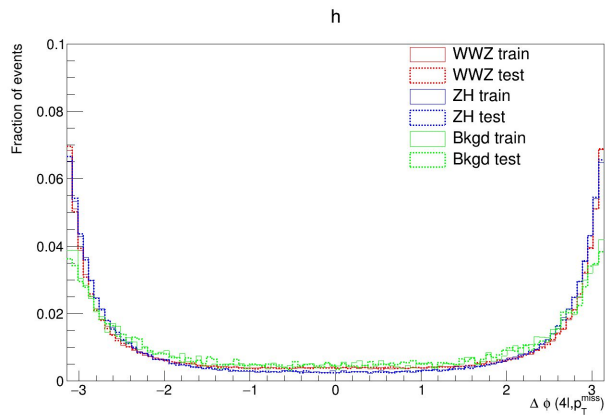 h
Fraction of events
0.1
0.08
0.06
0.04
0.02
0
WWZ train
WWZ test
ZH train
ZH test
Bkgd train
Bkgd test
−3 −2 −1 0 1 2 3
Δ ϕ (4l,p_T^miss)